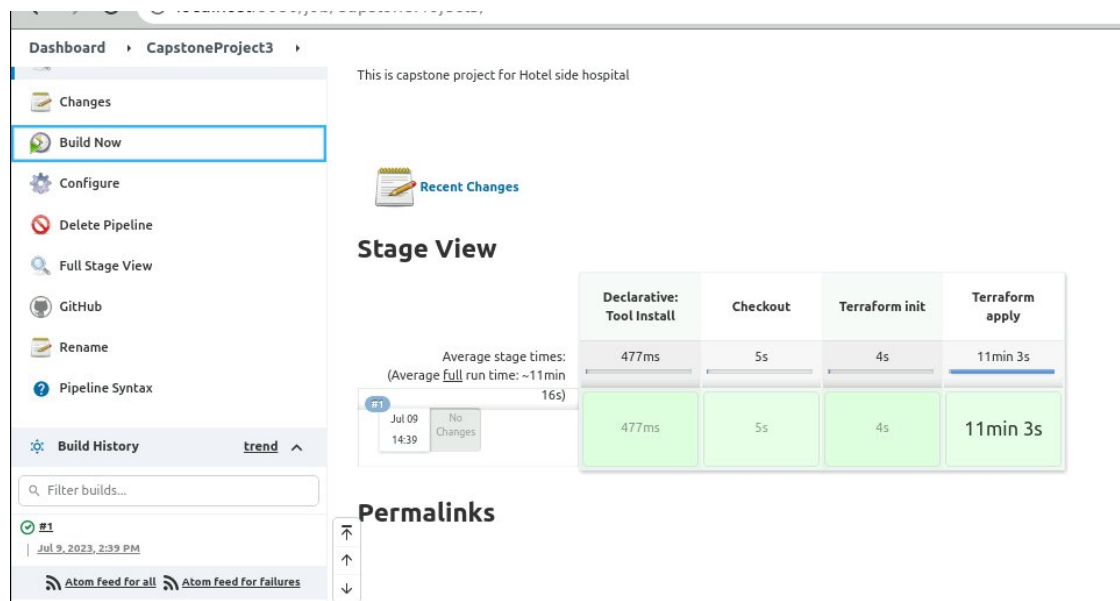 Dashboard
CapstoneProject3
Changes
Build Now
Configure
Delete Pipeline
Full Stage View
GitHub
Rename
Pipeline Syntax
Build History
trend
Filter builds...
#1
Jul 9, 2023, 2:39 PM
Atom feed for all
Atom feed for failures
This is capstone project for Hotel side hospital
Recent Changes
Stage View
Declarative:
Tool Install
Checkout
Terraform init
Terraform
apply
Average stage times:
(Average full run time: ~11min
16s)
477ms
5s
4s
11min 3s
#1
Jul 09
14:39
No
Changes
477ms
5s
4s
11min 3s
Permalinks